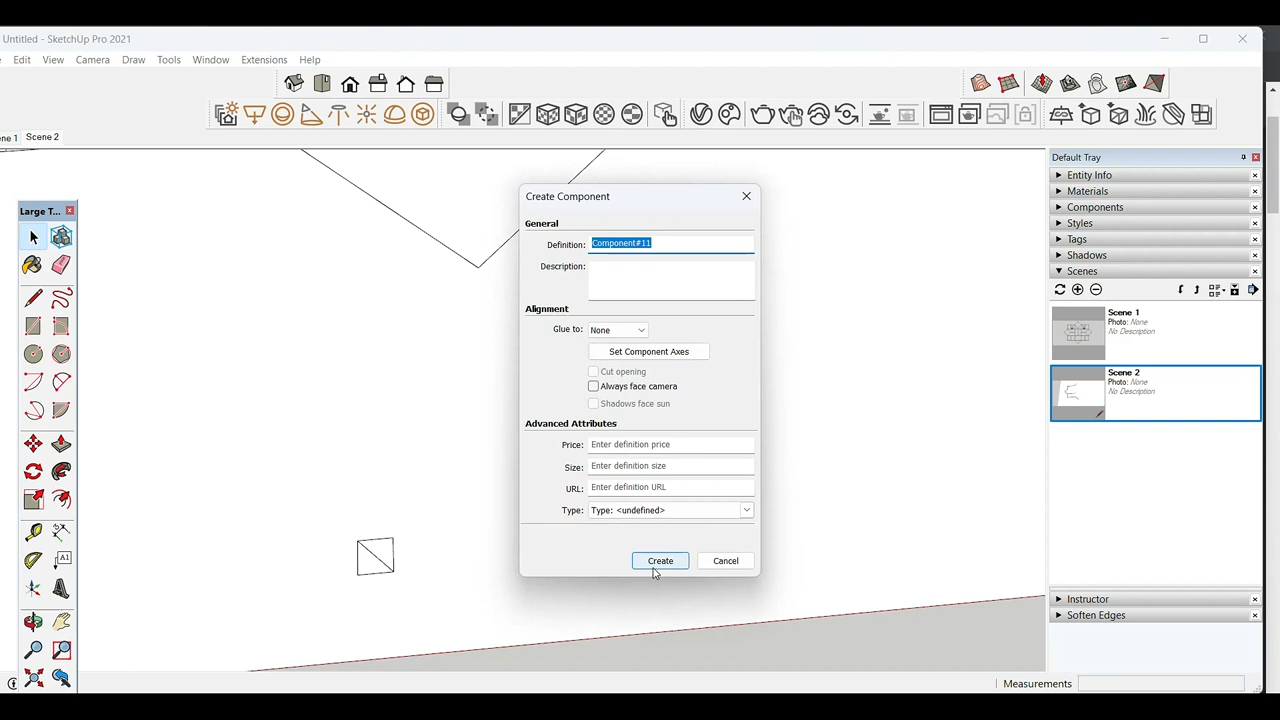 Untitled - SketchUp Pro 2021
Edit View Camera Draw Tools Window Extensions Help
ene 1 Scene 2
Large T...
A1
Create Component
General
Definition: Component#11
Description:
Alignment
Glue to: None
Set Component Axes
Cut opening
Always face camera
Shadows face sun
Advanced Attributes
Price: Enter definition price
Size: Enter definition size
URL: Enter definition URL
Type: Type: <undefined>
Create Cancel
Default Tray
Entity Info
Materials
Components
Styles
Tags
Shadows
Scenes
Scene 1
Photo: None
No Description
Scene 2
Photo: None
No Description
Instructor
Soften Edges
Measurements